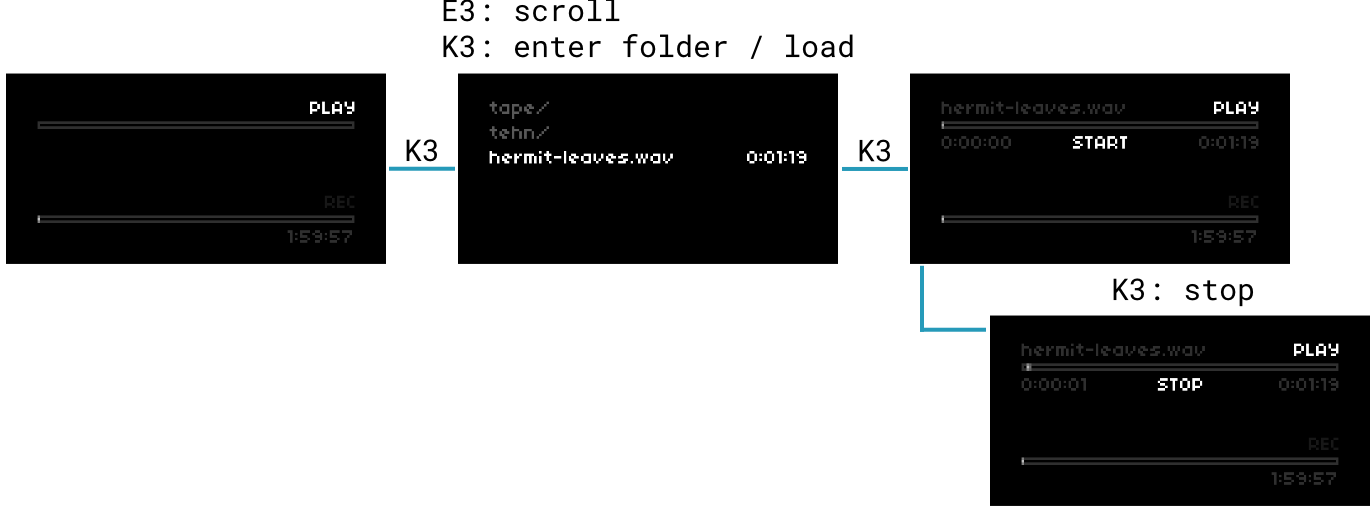 E3: scroll
K3: enter folder / load
PLAY
REC
1:59:57
K3
tape/
tehn/
hermit-leaves.wav 0:01:19
K3
hermit-leaves.wav PLAY
0:00:00 START 0:01:19
REC
1:59:57
K3: stop
hermit-leaves.wav PLAY
0:00:01 STOP 0:01:19
REC
1:59:57